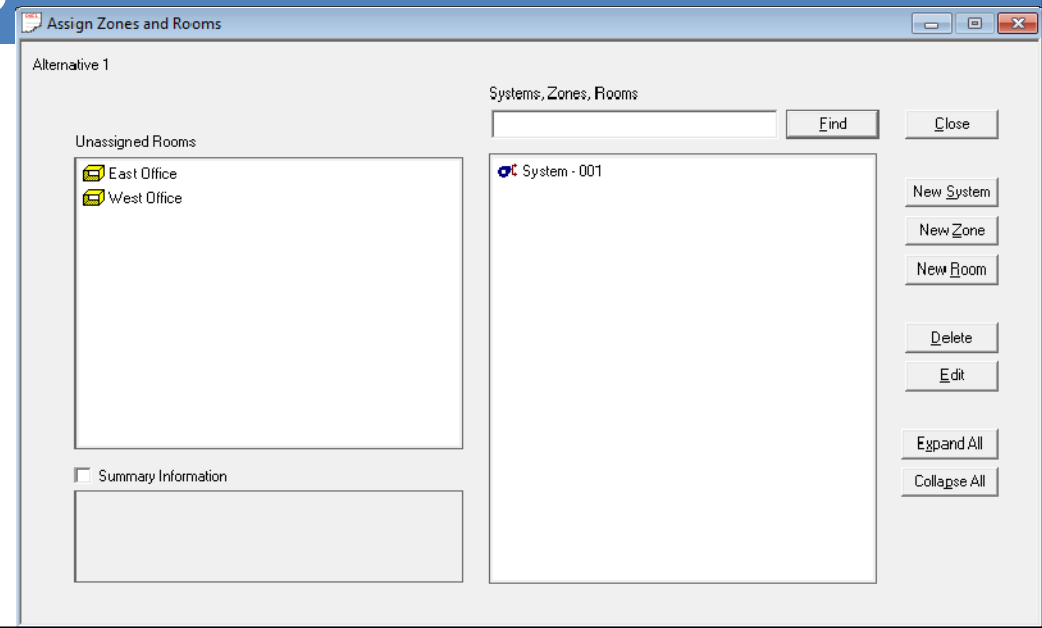 Assign Zones and Rooms
Alternative 1
Systems, Zones, Rooms
Find
Close
Unassigned Rooms
East Office
West Office
System - 001
New System
New Zone
New Room
Delete
Edit
Expand All
Collapse All
Summary Information